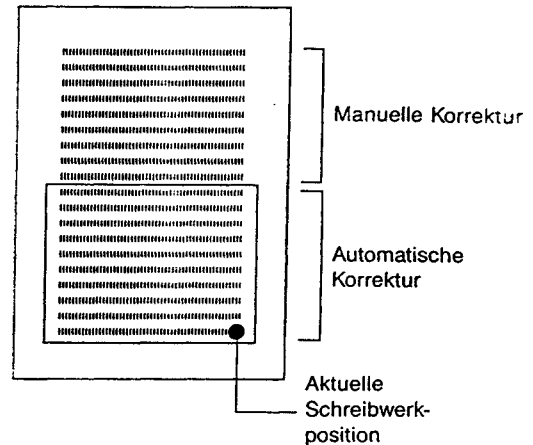 Manuelle Korrektur
Automatische
Korrektur
Aktuelle
Schreibwerk-
position